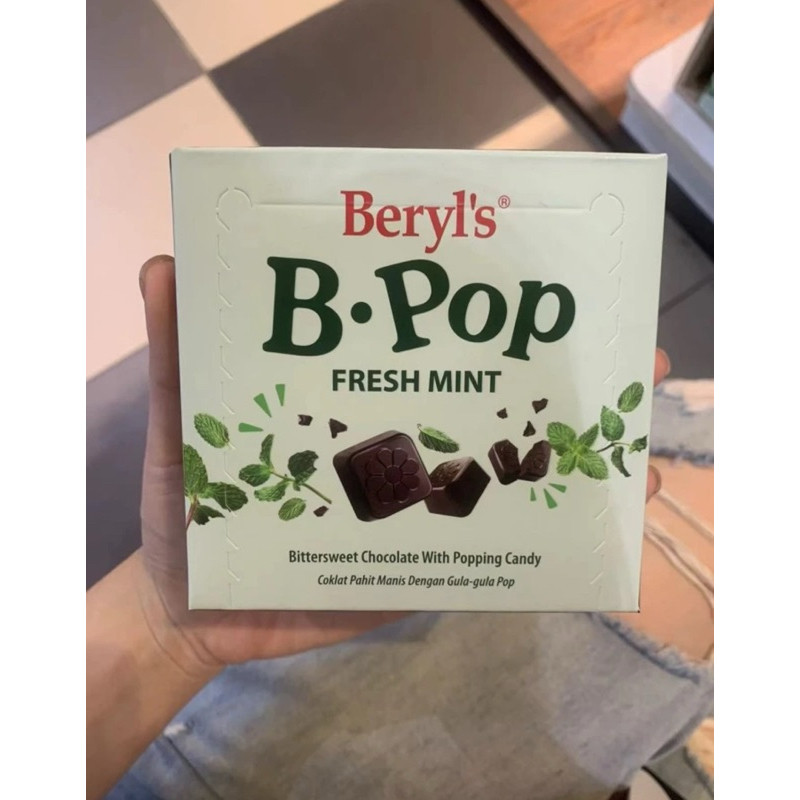 Beryl's®
B•Pop
FRESH MINT
Bittersweet Chocolate With Popping Candy
Coklat Pahit Manis Dengan Gula-gula Pop